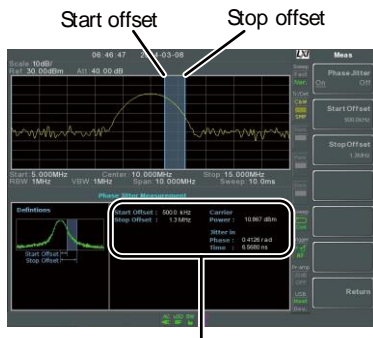 Start offset Stop offset
06:46:47
Meas
Scale 10dB/
Ref 30.00dBm Att 40.00 dB
Phase Jitter
On Off
Start Offset
500.0kHz
Stop Offset
1.3MHz
Start 5.000MHz Center 10.000MHz Stop 15.000MHz
RBW 1MHz VBW 1MHz Span 10.000MHz Sweep 10.0ms
Phase Jitter Measurement
Definitions
Start Offset
Stop Offset
Start Offset : 500.0 kHz
Stop Offset : 1.3 MHz
Carrier
Power : 10.867 dBm
Jitter in
Phase : 0.4126 rad
Time : 6.5680 ns
Return